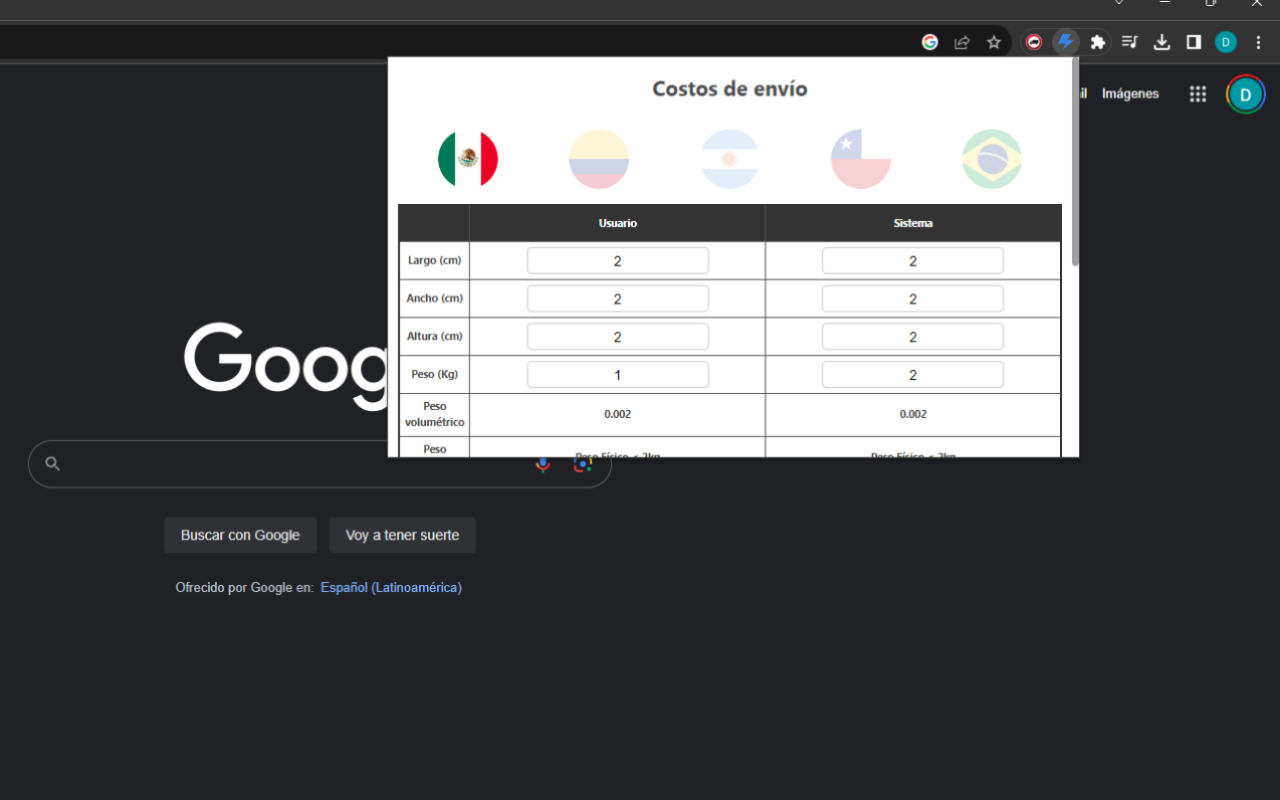 D
Costos de envío
Imágenes
D
Usuario
Sistema
Largo (cm)
2
2
Ancho (cm)
2
2
Altura (cm)
2
2
Peso (Kg)
1
2
Peso
volumétrico
0.002
0.002
Peso
Peso Físico < 2kg
Peso Físico < 2kg
Goog
Buscar con Google
Voy a tener suerte
Ofrecido por Google en: Español (Latinoamérica)